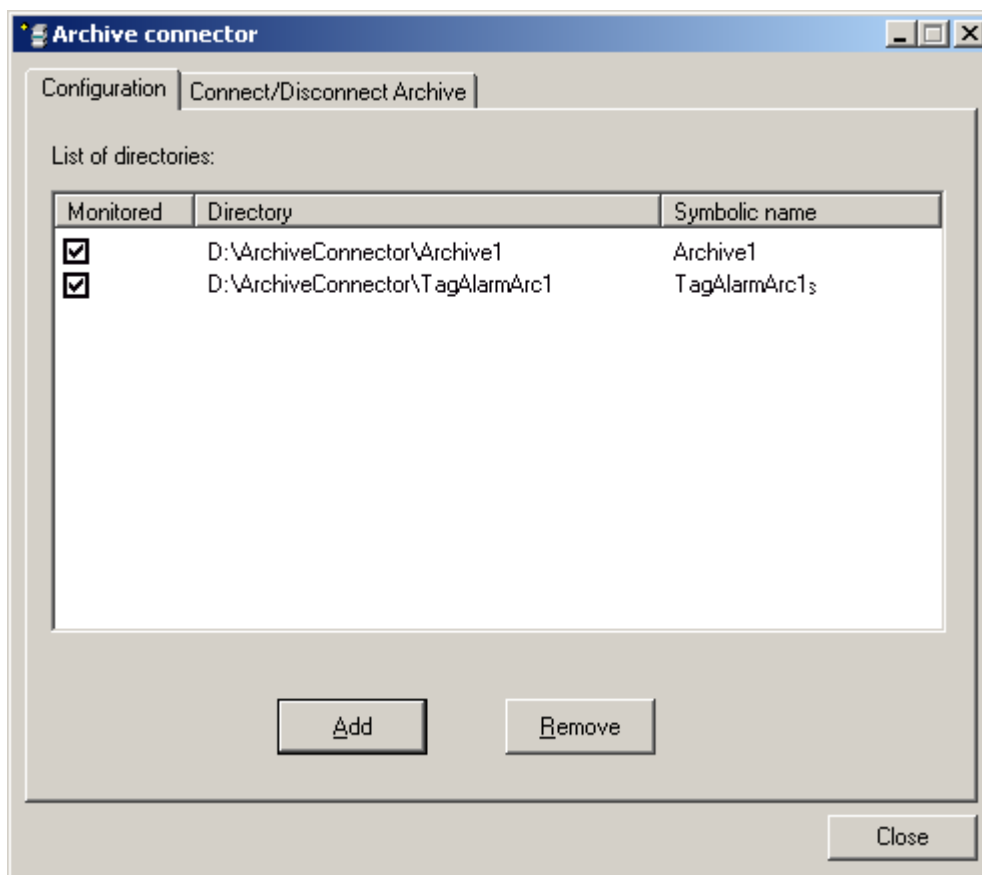 Archive connector
Configuration Connect/Disconnect Archive
List of directories:
Monitored Directory Symbolic name
D:\ArchiveConnector\Archive1 Archive1
D:\ArchiveConnector\TagAlarmArc1 TagAlarmArc1s
Add Remove
Close